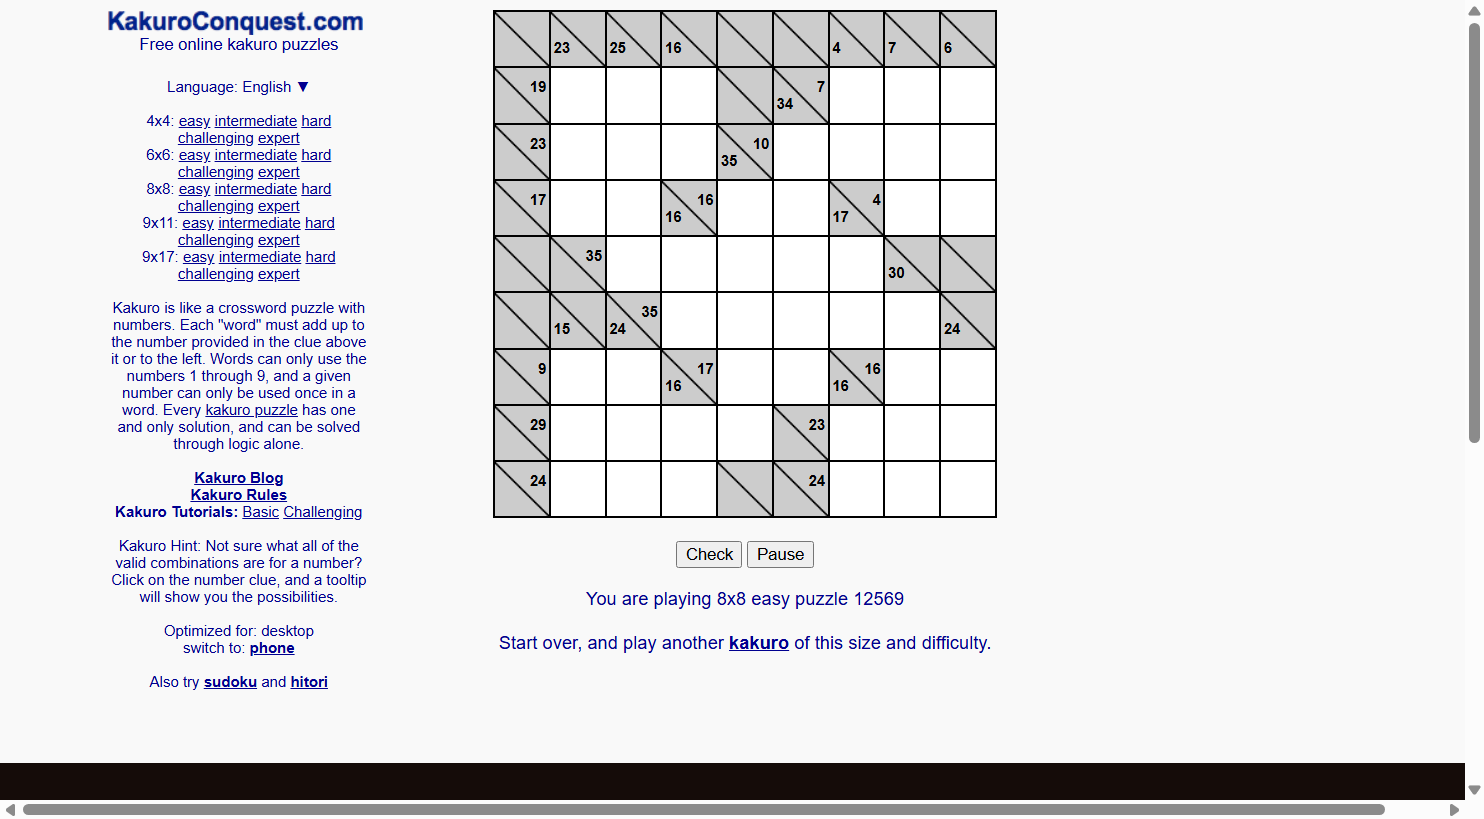 KakuroConquest.com
Free online kakuro puzzles
Language: English ▼
4x4: easy intermediate hard
challenging expert
6x6: easy intermediate hard
challenging expert
8x8: easy intermediate hard
challenging expert
9x11: easy intermediate hard
challenging expert
9x17: easy intermediate hard
challenging expert
Kakuro is like a crossword puzzle with
numbers. Each "word" must add up to
the number provided in the clue above
it or to the left. Words can only use the
numbers 1 through 9, and a given
number can only be used once in a
word. Every kakuro puzzle has one
and only solution, and can be solved
through logic alone.
Kakuro Blog
Kakuro Rules
Kakuro Tutorials: Basic Challenging
Kakuro Hint: Not sure what all of the
valid combinations are for a number?
Click on the number clue, and a tooltip
will show you the possibilities.
Optimized for: desktop
switch to: phone
Also try sudoku and hitori
23 25 16 4 7 6
19 7
34
23 10
35
17 16 4
16 17
35
30
35
15 24 24
9 17 16
16 16
29 23
24 24
Check Pause
You are playing 8x8 easy puzzle 12569
Start over, and play another kakuro of this size and difficulty.